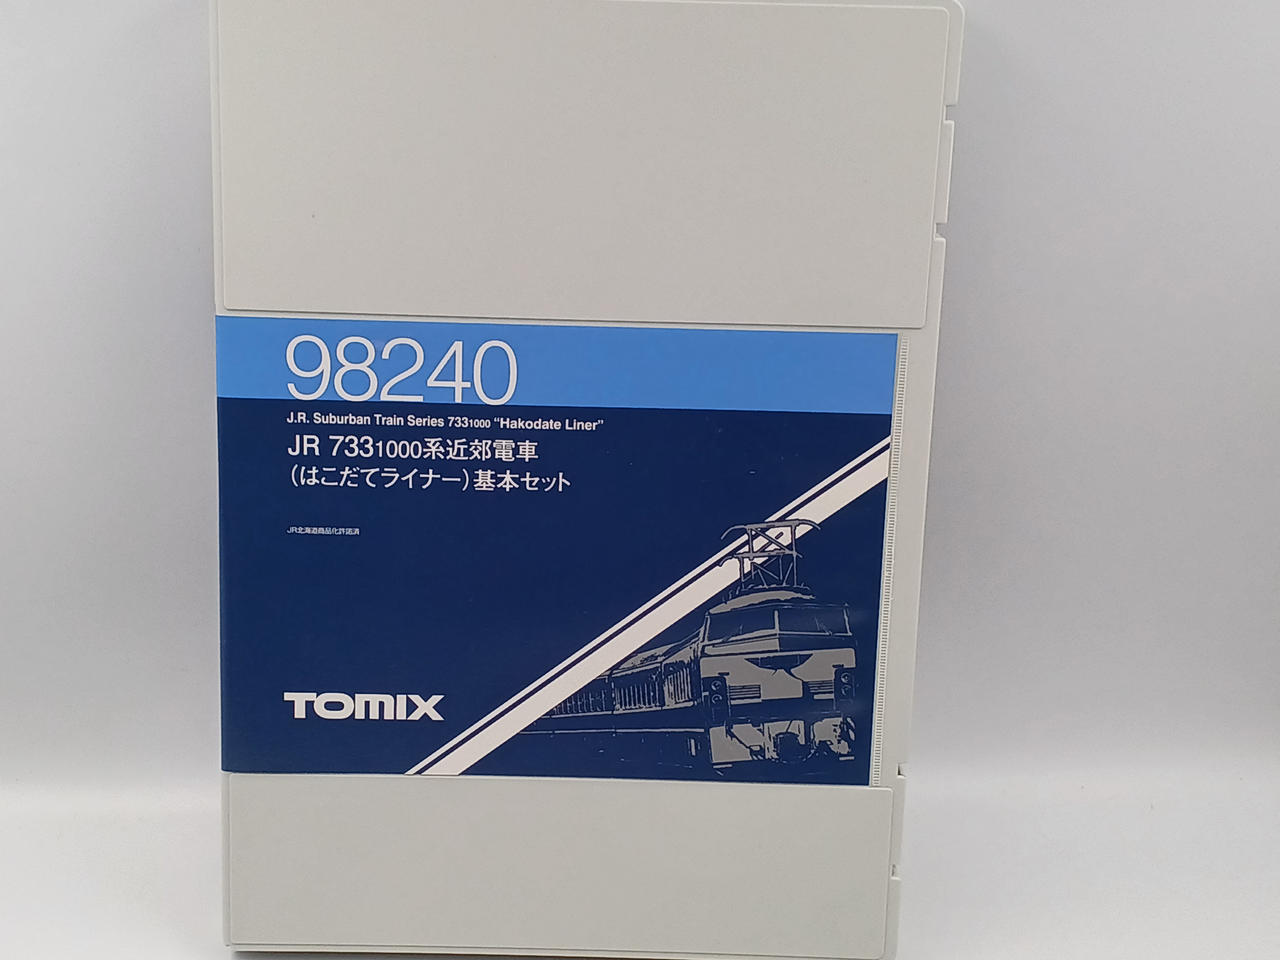 98240
J.R. Suburban Train Series 7331000 “Hakodate Liner”
JR 7331000系近郊電車
(はこだてライナー)基本セット
JR北海道商品化許諾済
TOMIX